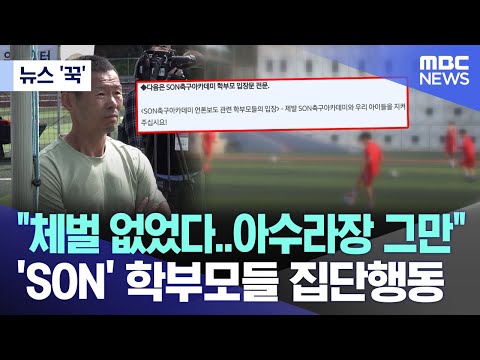 뉴스 '꾹'
MBC
NEWS
◆다음은 SON축구아카데미 학부모 입장문 전문.
<SON축구아카데미 언론보도 관련 학부모들의 입장> - 제발 SON축구아카데미와 우리 아이들을 지켜
주십시요!
"체벌 없었다..아수라장 그만"
'SON' 학부모들 집단행동